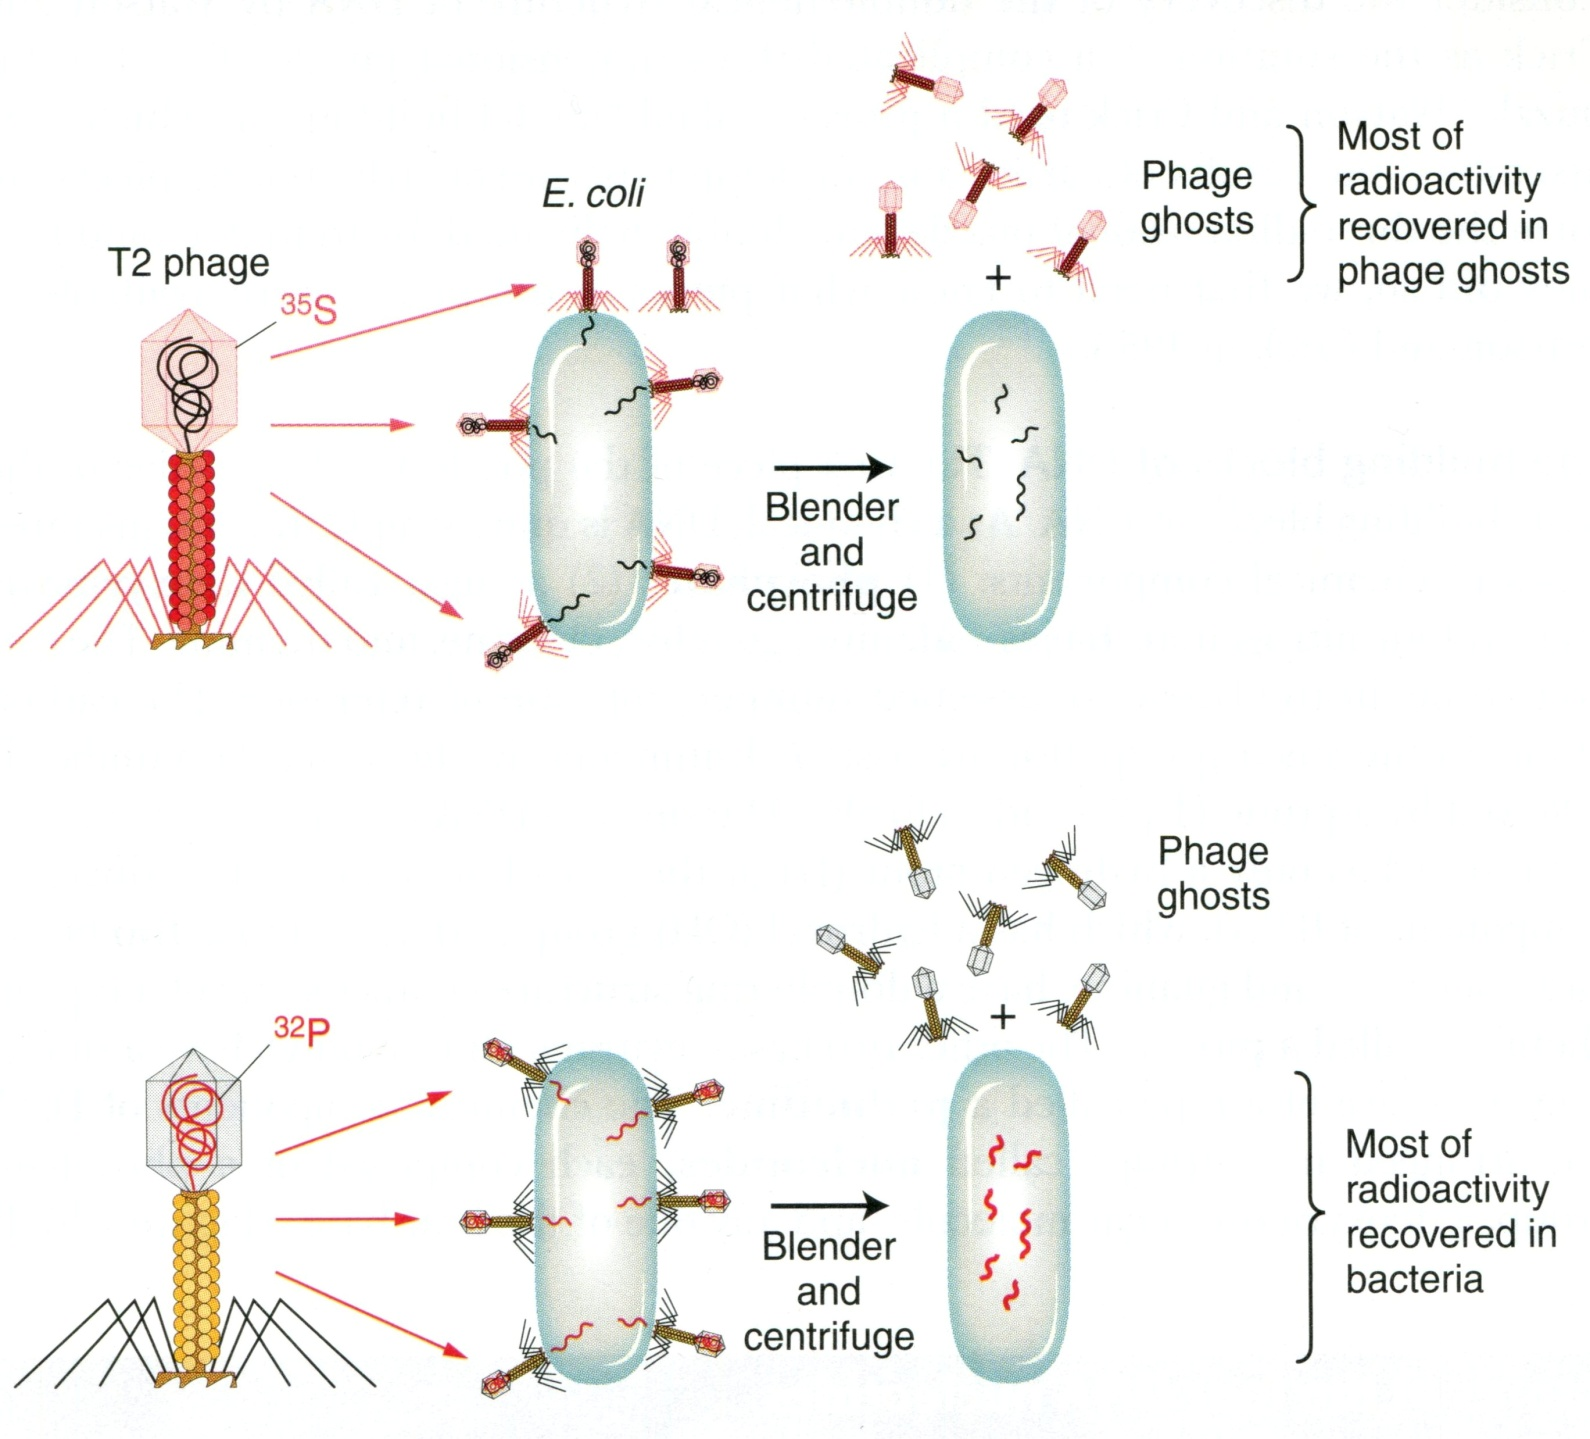 E. coli
T2 phage
35S
Blender
and
centrifuge
+
Phage
ghosts
Most of
radioactivity
recovered in
phage ghosts
32P
Blender
and
centrifuge
+
Phage
ghosts
Most of
radioactivity
recovered in
bacteria